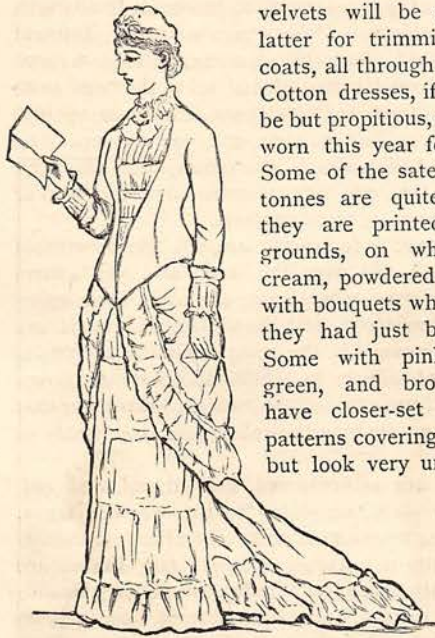 velvets will be
latter for trimmi
coats, all through
Cotton dresses, if
be but propitious,
worn this year fo
Some of the sate
tonnes are quite
they are printed
grounds, on wh
cream, powdered
with bouquets wh
they had just b
Some with pin
green, and bro
have closer-set
patterns covering
but look very un